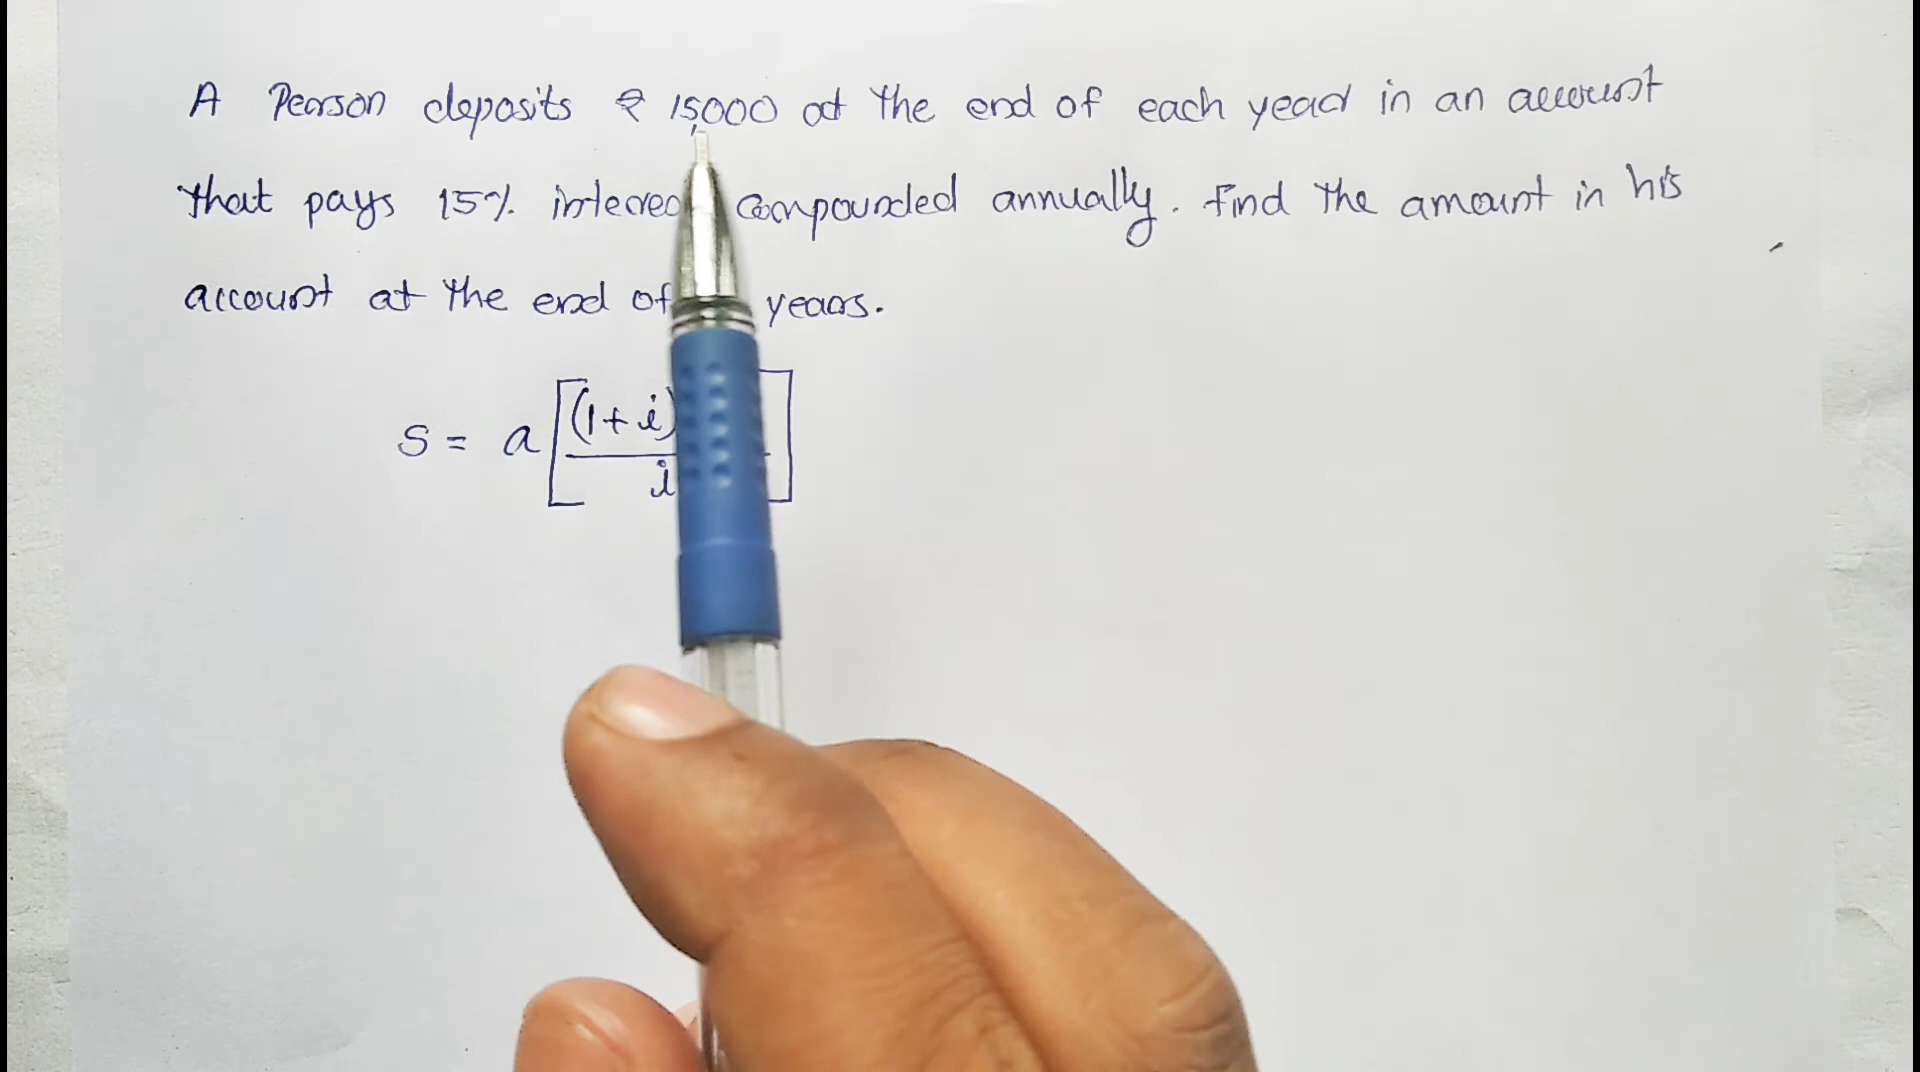 A Person deposits ₹ 15000 at the end of each year in an account
that pays 15% compounded annually. find the amount in his
account at the end of years.
S = a [ (1+i) / i ]